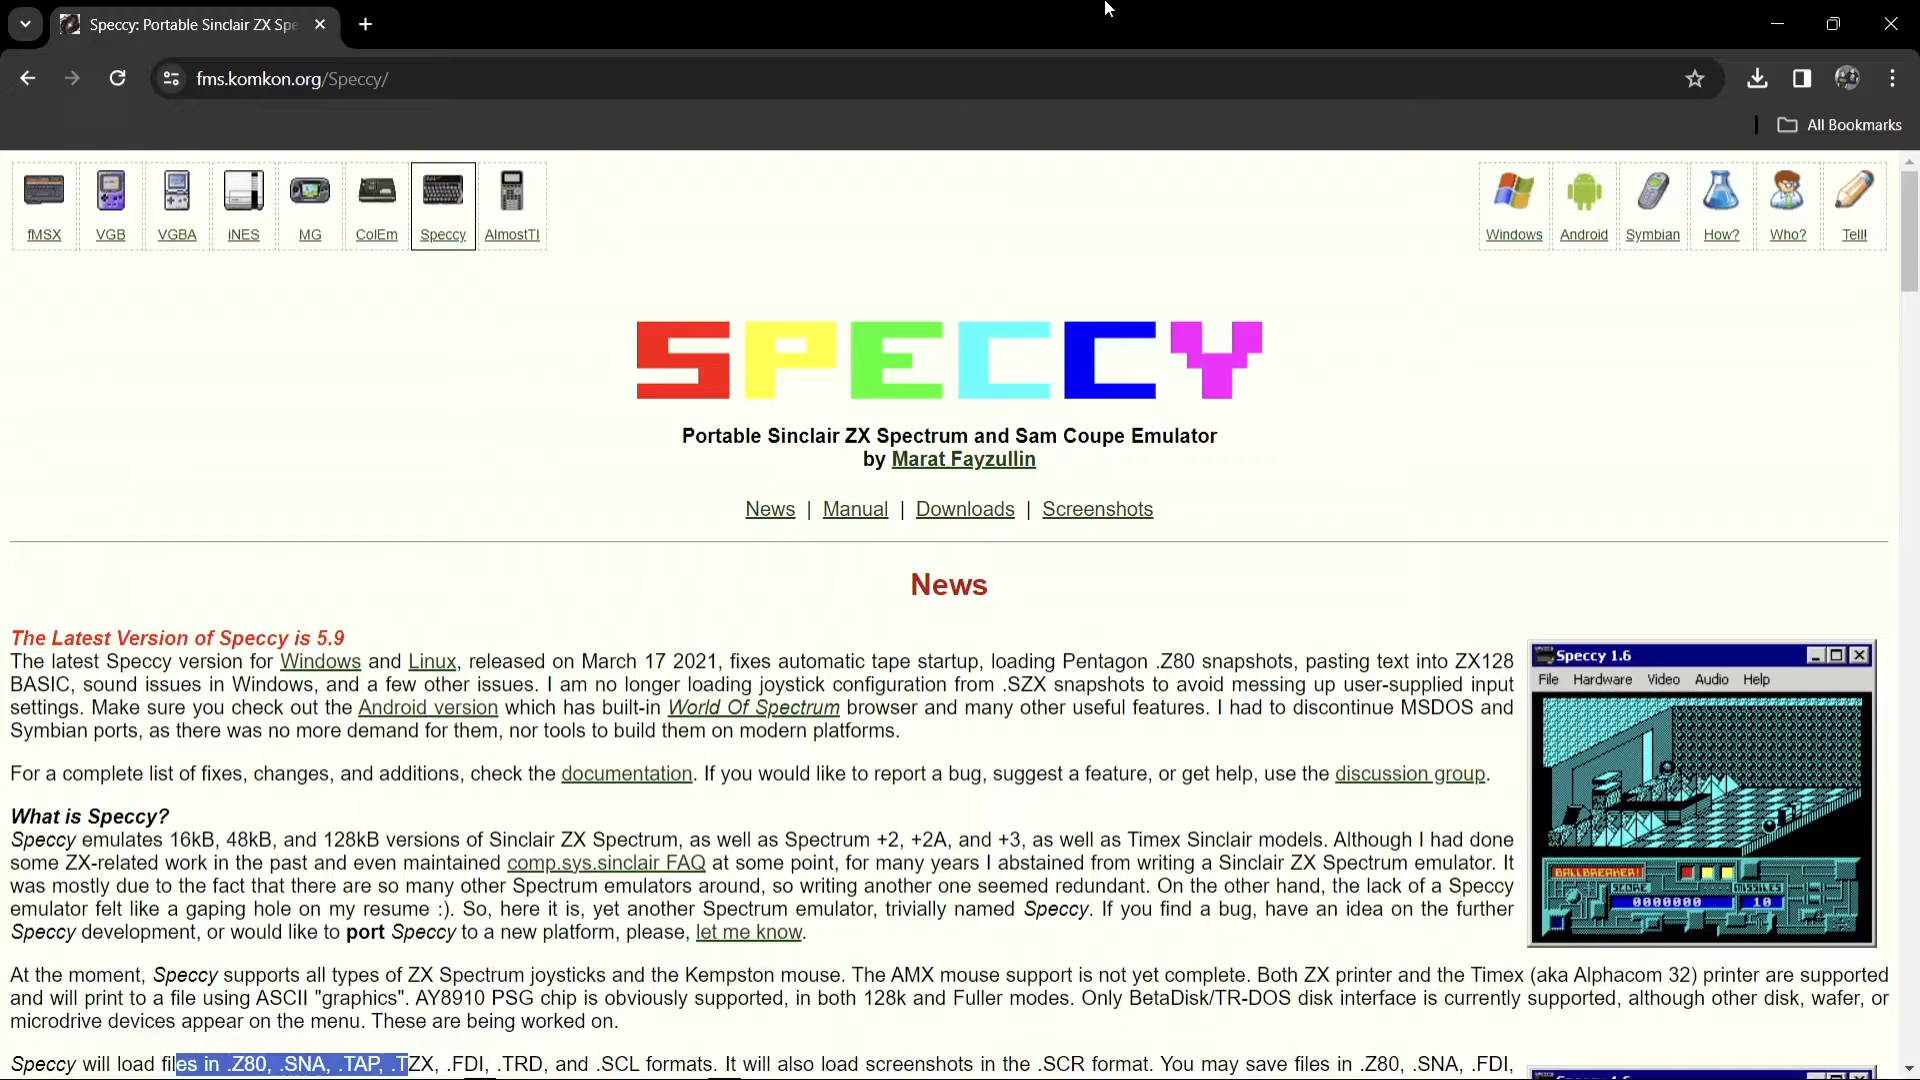 Speccy: Portable Sinclair ZX Spe
fms.komkon.org/Speccy/
All Bookmarks
fMSX VGB VGBA iNES MG ColEm Speccy AlmostTI Windows Android Symbian How? Who? Tell!
SPECCY
Portable Sinclair ZX Spectrum and Sam Coupe Emulator
by Marat Fayzullin
News | Manual | Downloads | Screenshots
News
The Latest Version of Speccy is 5.9
The latest Speccy version for Windows and Linux, released on March 17 2021, fixes automatic tape startup, loading Pentagon .Z80 snapshots, pasting text into ZX128
BASIC, sound issues in Windows, and a few other issues. I am no longer loading joystick configuration from .SZX snapshots to avoid messing up user-supplied input
settings. Make sure you check out the Android version which has built-in World Of Spectrum browser and many other useful features. I had to discontinue MSDOS and
Symbian ports, as there was no more demand for them, nor tools to build them on modern platforms.
For a complete list of fixes, changes, and additions, check the documentation. If you would like to report a bug, suggest a feature, or get help, use the discussion group.
What is Speccy?
Speccy emulates 16kB, 48kB, and 128kB versions of Sinclair ZX Spectrum, as well as Spectrum +2, +2A, and +3, as well as Timex Sinclair models. Although I had done
some ZX-related work in the past and even maintained comp.sys.sinclair FAQ at some point, for many years I abstained from writing a Sinclair ZX Spectrum emulator. It
was mostly due to the fact that there are so many other Spectrum emulators around, so writing another one seemed redundant. On the other hand, the lack of a Speccy
emulator felt like a gaping hole on my resume :). So, here it is, yet another Spectrum emulator, trivially named Speccy. If you find a bug, have an idea on the further
Speccy development, or would like to port Speccy to a new platform, please, let me know.
Speccy 1.6
File Hardware Video Audio Help
BALLBREAKER!
SCORE MISSILES
0000000 10
At the moment, Speccy supports all types of ZX Spectrum joysticks and the Kempston mouse. The AMX mouse support is not yet complete. Both ZX printer and the Timex (aka Alphacom 32) printer are supported
and will print to a file using ASCII "graphics". AY8910 PSG chip is obviously supported, in both 128k and Fuller modes. Only BetaDisk/TR-DOS disk interface is currently supported, although other disk, wafer, or
microdrive devices appear on the menu. These are being worked on.
Speccy will load files in .Z80, .SNA, .TAP, .TZX, .FDI, .TRD, and .SCL formats. It will also load screenshots in the .SCR format. You may save files in .Z80, .SNA, .FDI,